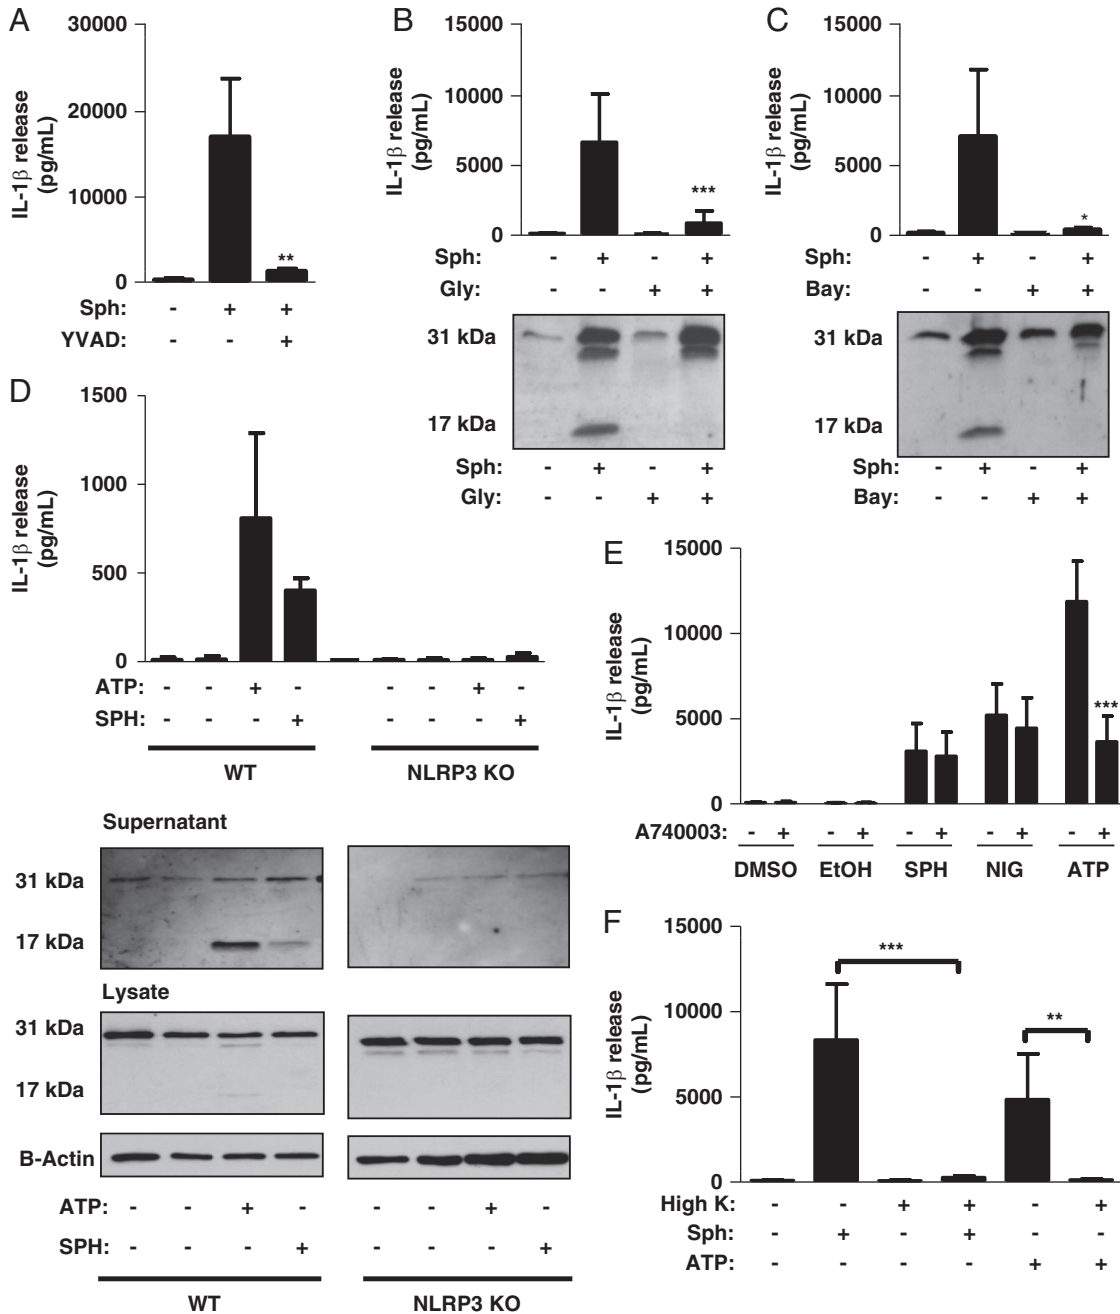 A
IL-1β release
(pg/mL)
30000
20000
10000
0
**
Sph: - + +
YVAD: - - +
B
IL-1β release
(pg/mL)
15000
10000
5000
0
***
Sph: - + - +
Gly: - - + +
31 kDa
17 kDa
Sph: - + - +
Gly: - - + +
C
IL-1β release
(pg/mL)
15000
10000
5000
0
*
Sph: - + - +
Bay: - - + +
31 kDa
17 kDa
Sph: - + - +
Bay: - - + +
D
IL-1β release
(pg/mL)
1500
1000
500
0
ATP: - - + - - - + -
SPH: - - - + - - - +
WT NLRP3 KO
Supernatant
31 kDa
17 kDa
Lysate
31 kDa
17 kDa
B-Actin
ATP: - - + - - - + -
SPH: - - - + - - - +
WT NLRP3 KO
E
IL-1β release
(pg/mL)
15000
10000
5000
0
***
A740003: - + - + - + - + - +
DMSO EtOH SPH NIG ATP
F
IL-1β release
(pg/mL)
15000
10000
5000
0
***
**
High K: - - + + - +
Sph: - + - + - -
ATP: - - - - + +